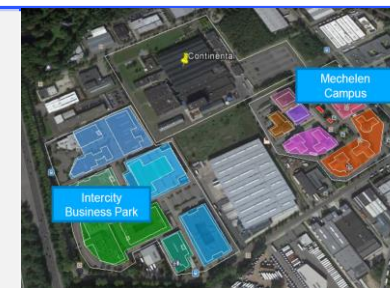 Continental
Mechelen
Campus
Intercity
Business Park